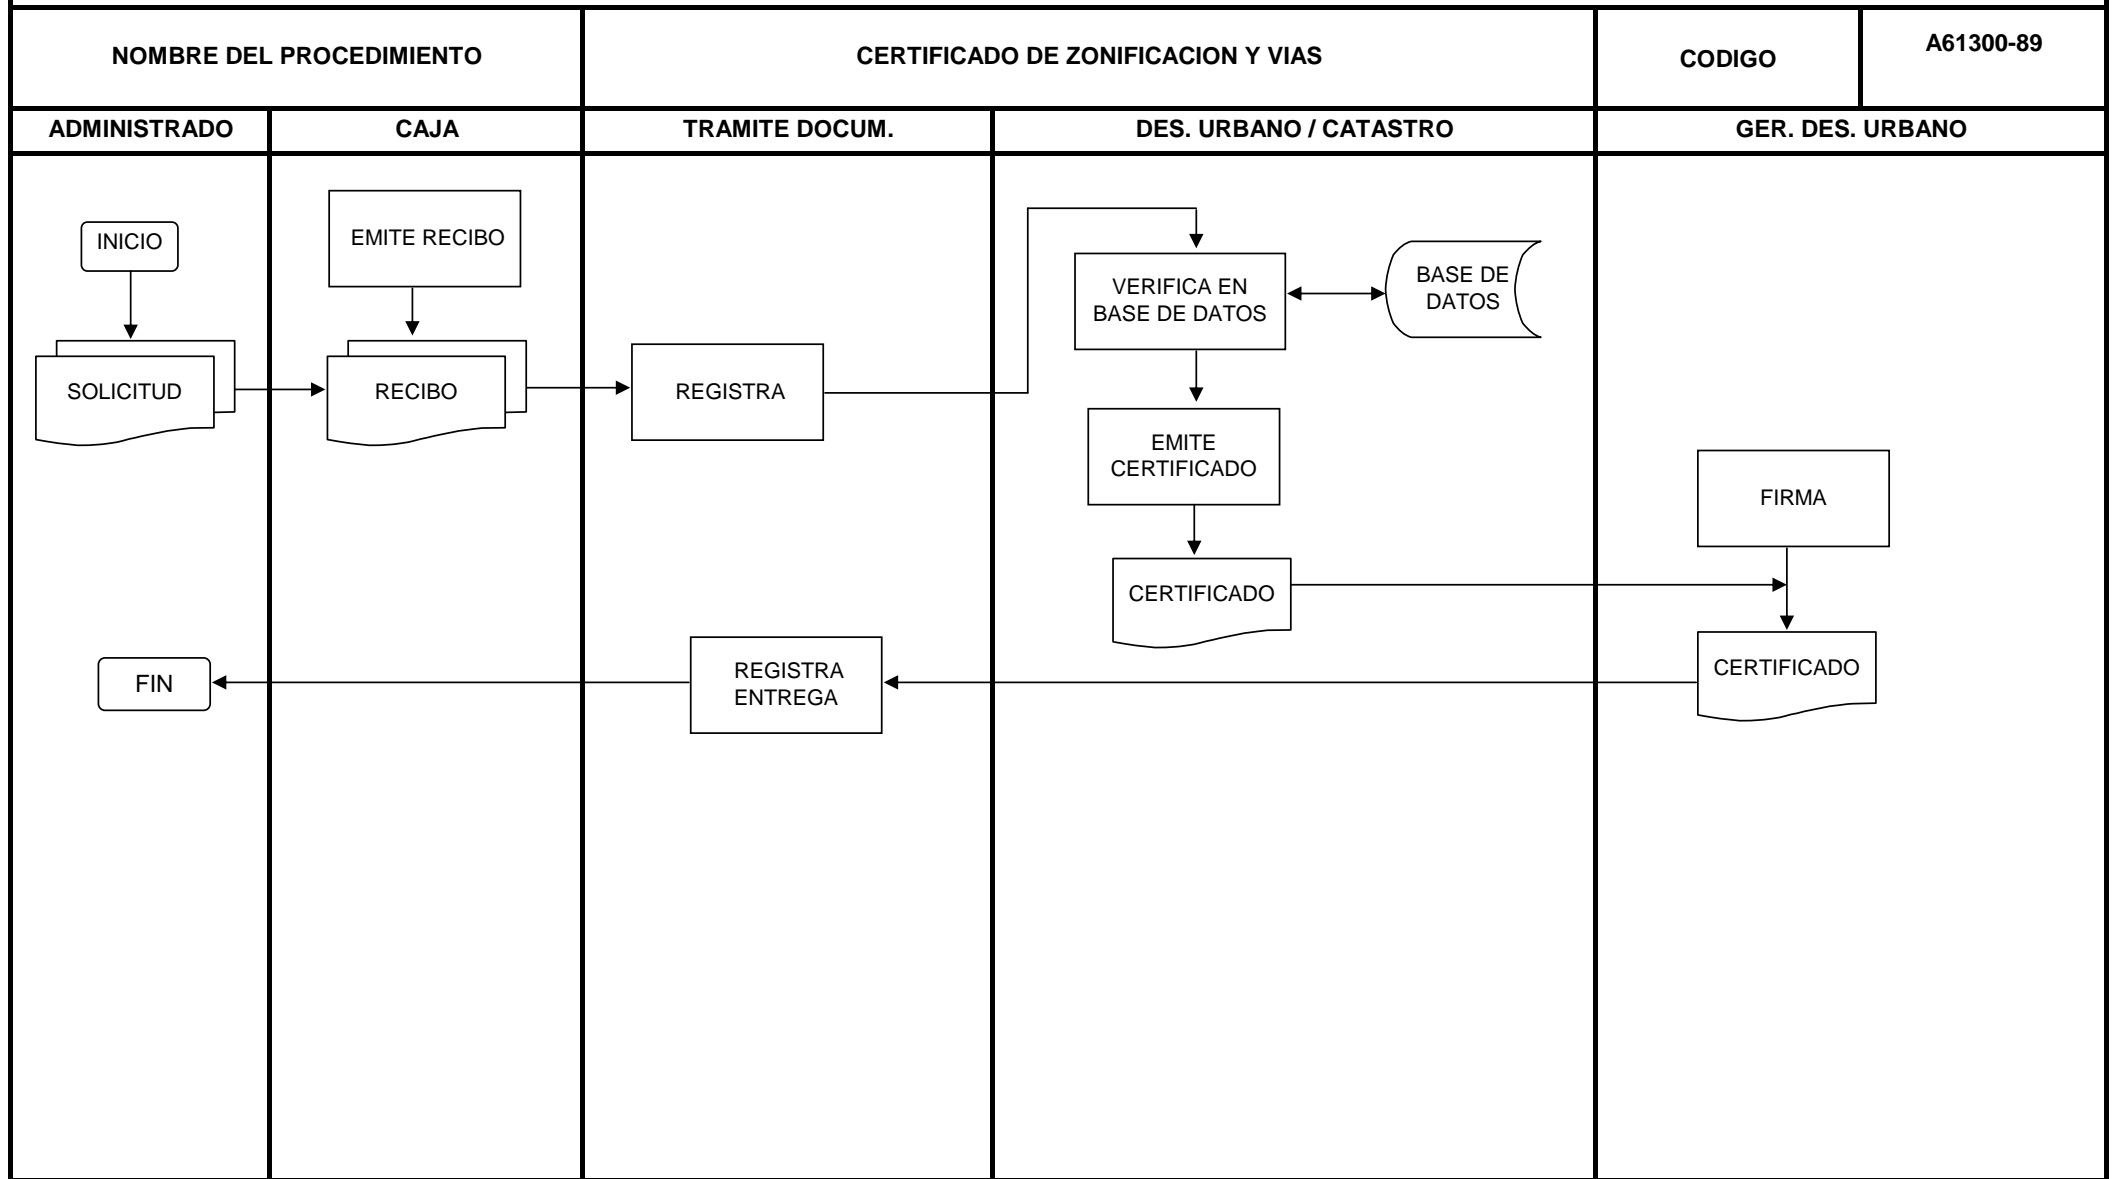 NOMBRE DEL PROCEDIMIENTO
CERTIFICADO DE ZONIFICACION Y VIAS
CODIGO
A61300-89
ADMINISTRADO
CAJA
TRAMITE DOCUM.
DES. URBANO / CATASTRO
GER. DES. URBANO
INICIO
SOLICITUD
EMITE RECIBO
RECIBO
REGISTRA
VERIFICA EN
BASE DE DATOS
BASE DE
DATOS
EMITE
CERTIFICADO
CERTIFICADO
FIRMA
CERTIFICADO
REGISTRA
ENTREGA
FIN